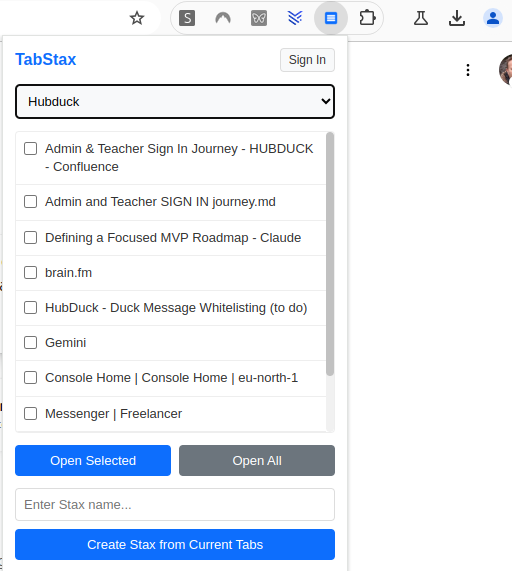 S
TabStax
Sign In
Hubduck
Admin & Teacher Sign In Journey - HUBDUCK
- Confluence
Admin and Teacher SIGN IN journey.md
Defining a Focused MVP Roadmap - Claude
brain.fm
HubDuck - Duck Message Whitelisting (to do)
Gemini
Console Home | Console Home | eu-north-1
Messenger | Freelancer
Open Selected
Open All
Enter Stax name...
Create Stax from Current Tabs